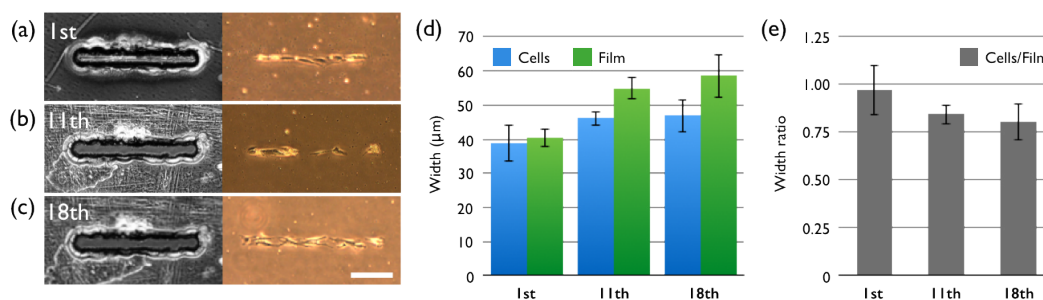 (a)
1st
(b)
11th
(c)
18th
(d)
70
60
50
40
30
20
10
0
Width (μm)
Cells
Film
1st
11th
18th
(e)
1.25
1.00
0.75
0.50
0.25
0
Width ratio
Cells/Film
1st
11th
18th